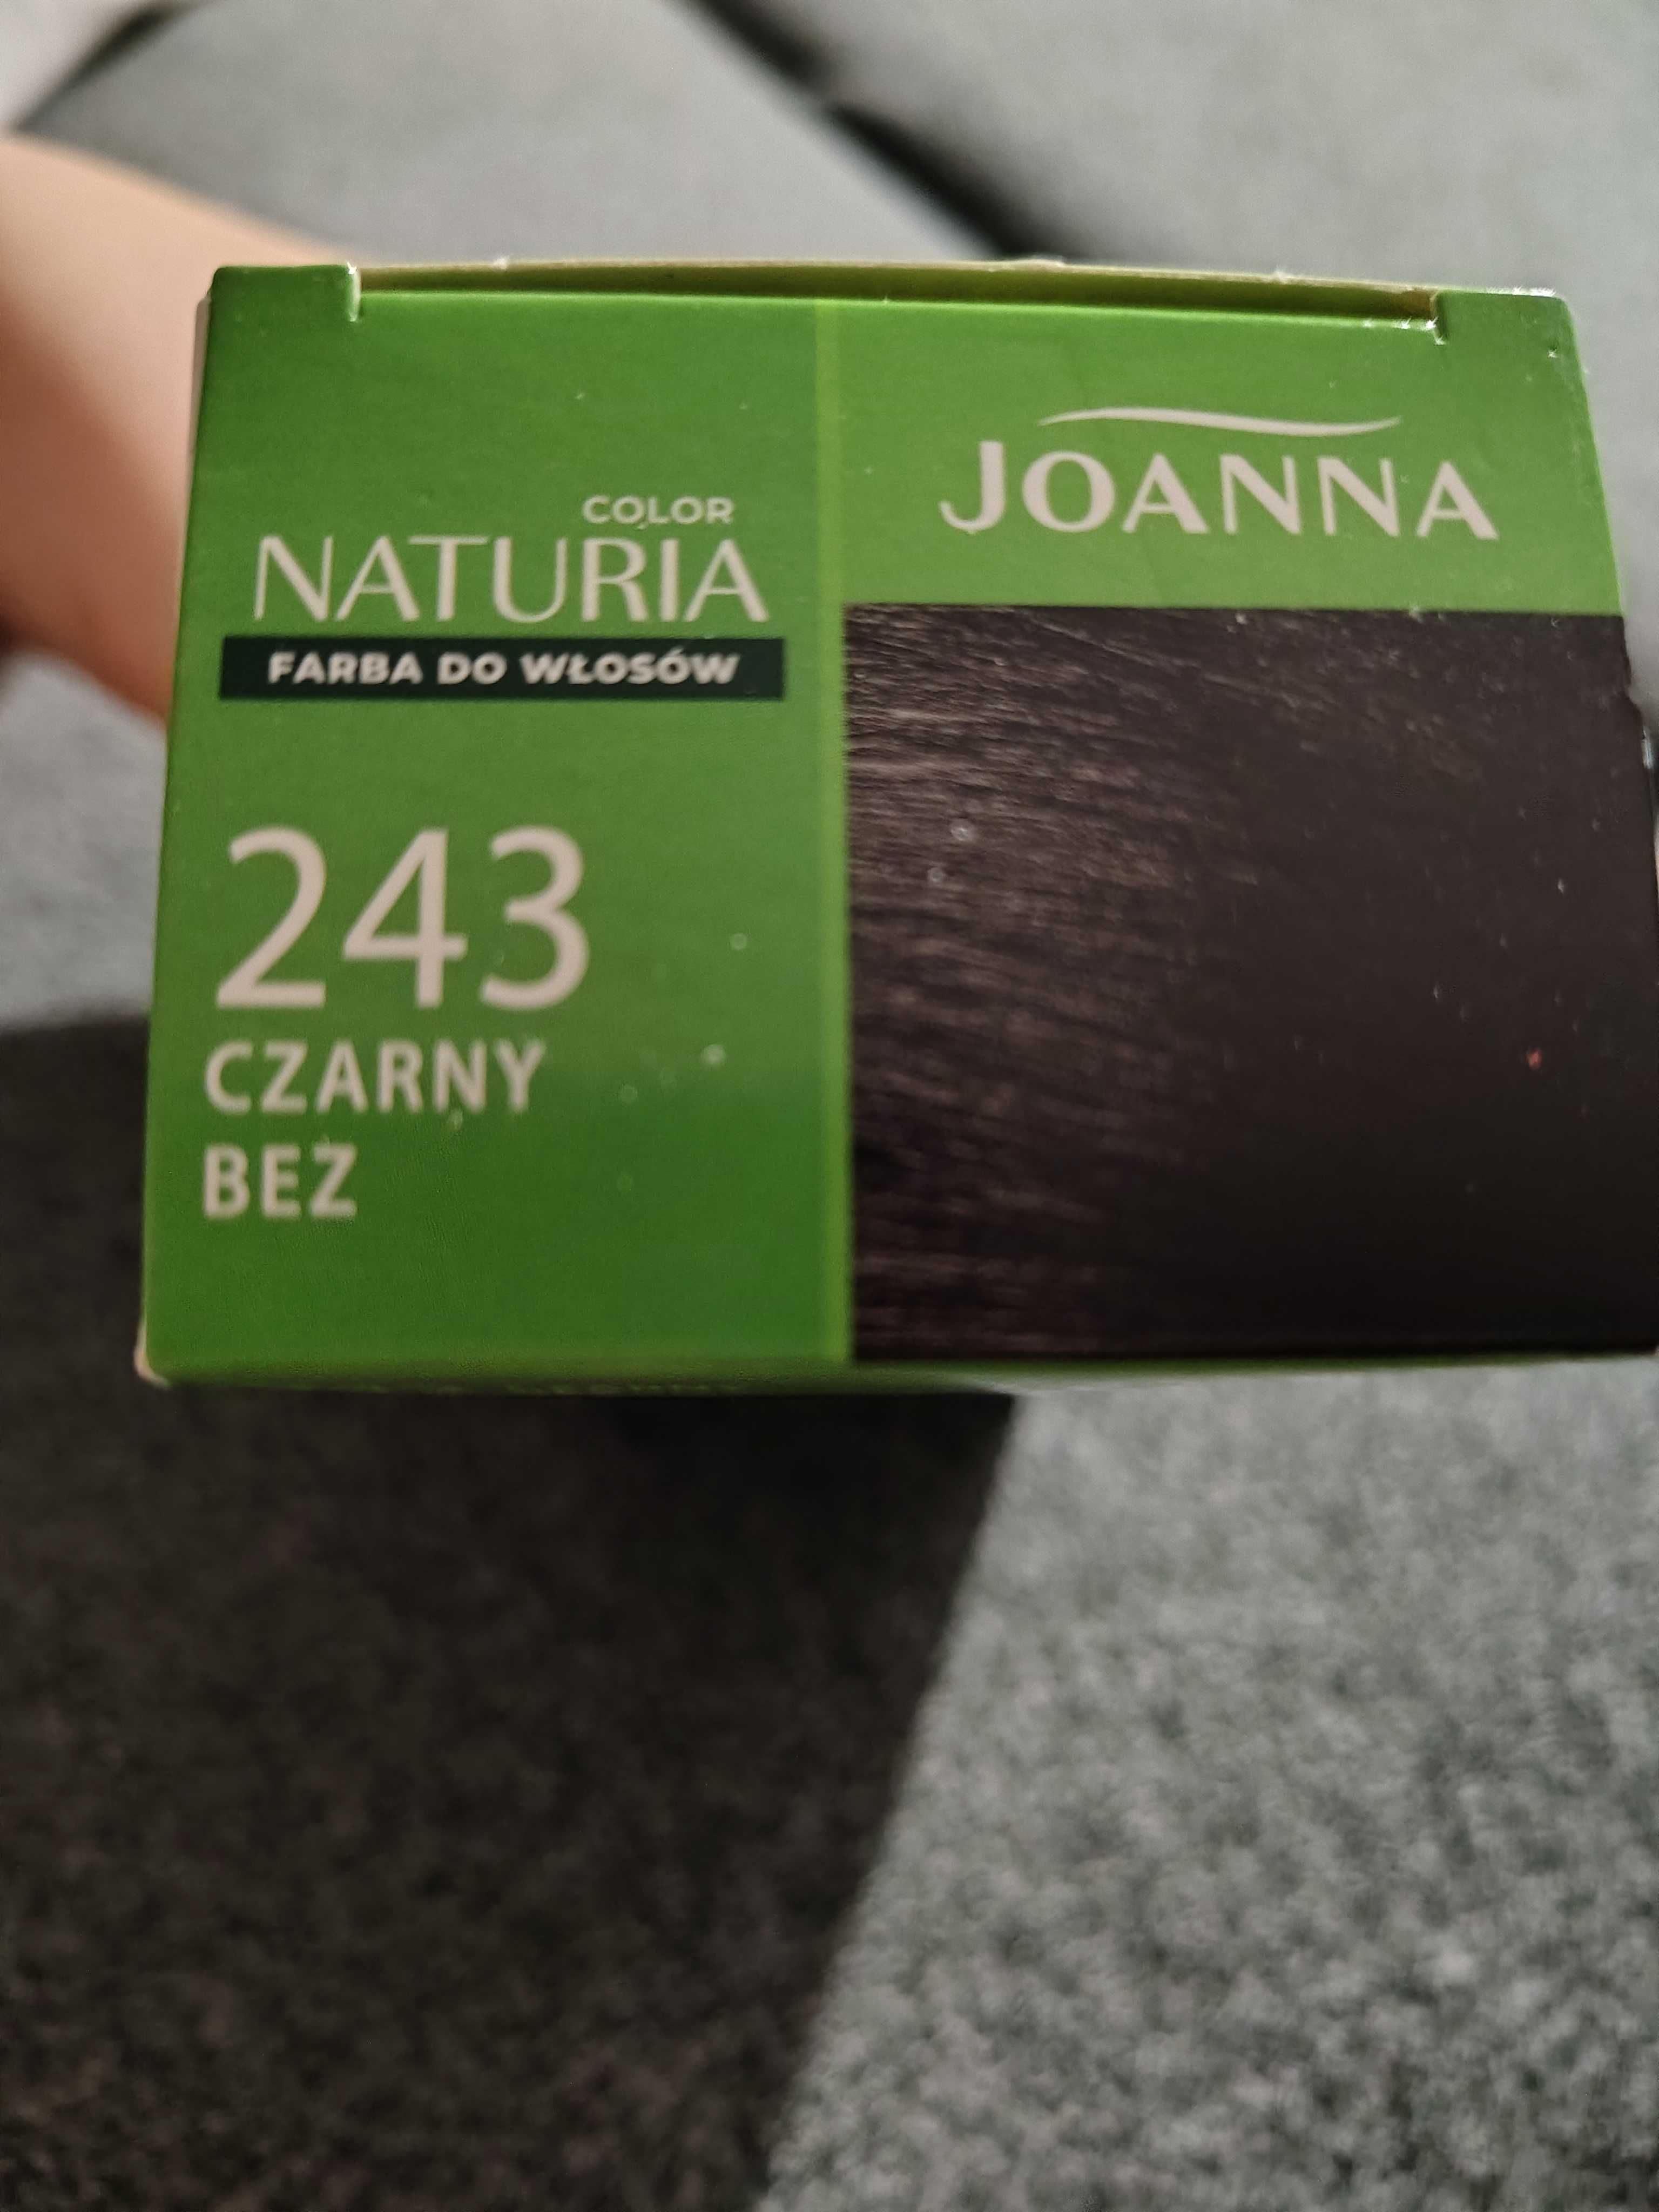 COLOR
NATURIA
FARBA DO WŁOSÓW
243
CZARNY
BEZ
JOANNA